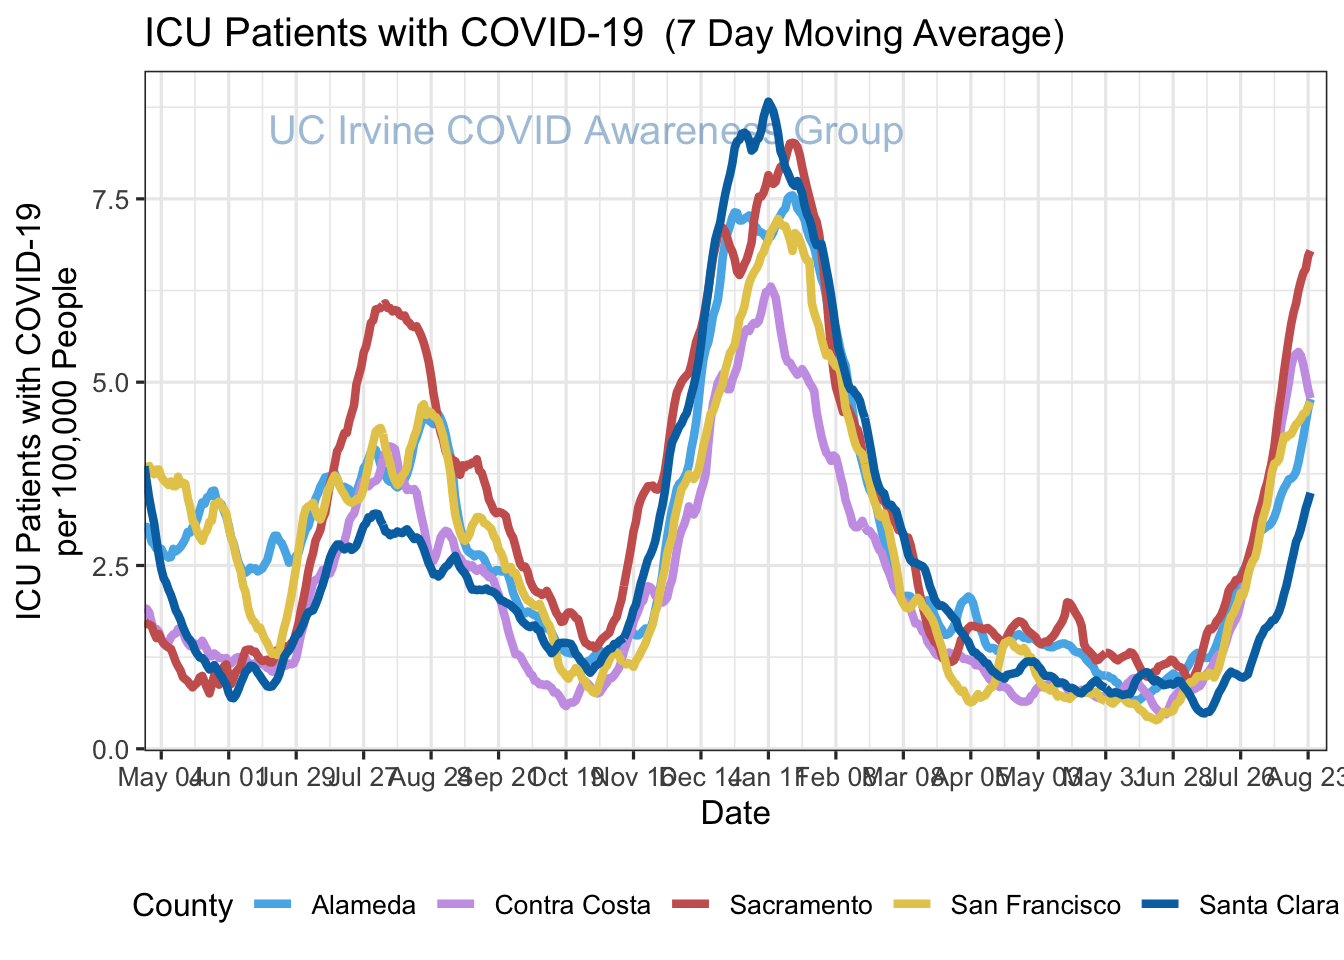 ICU Patients with COVID-19 (7 Day Moving Average)
UC Irvine COVID Awareness Group
ICU Patients with COVID-19
per 100,000 People
7.5
5.0
2.5
0.0
May 04 Jun 01 Jun 29 Jul 27 Aug 24 Sep 20 Oct 19 Nov 16 Dec 14 Jan 11 Feb 08 Mar 08 Apr 05 May 03 May 31 Jun 28 Jul 26 Aug 23
Date
County Alameda Contra Costa Sacramento San Francisco Santa Clara